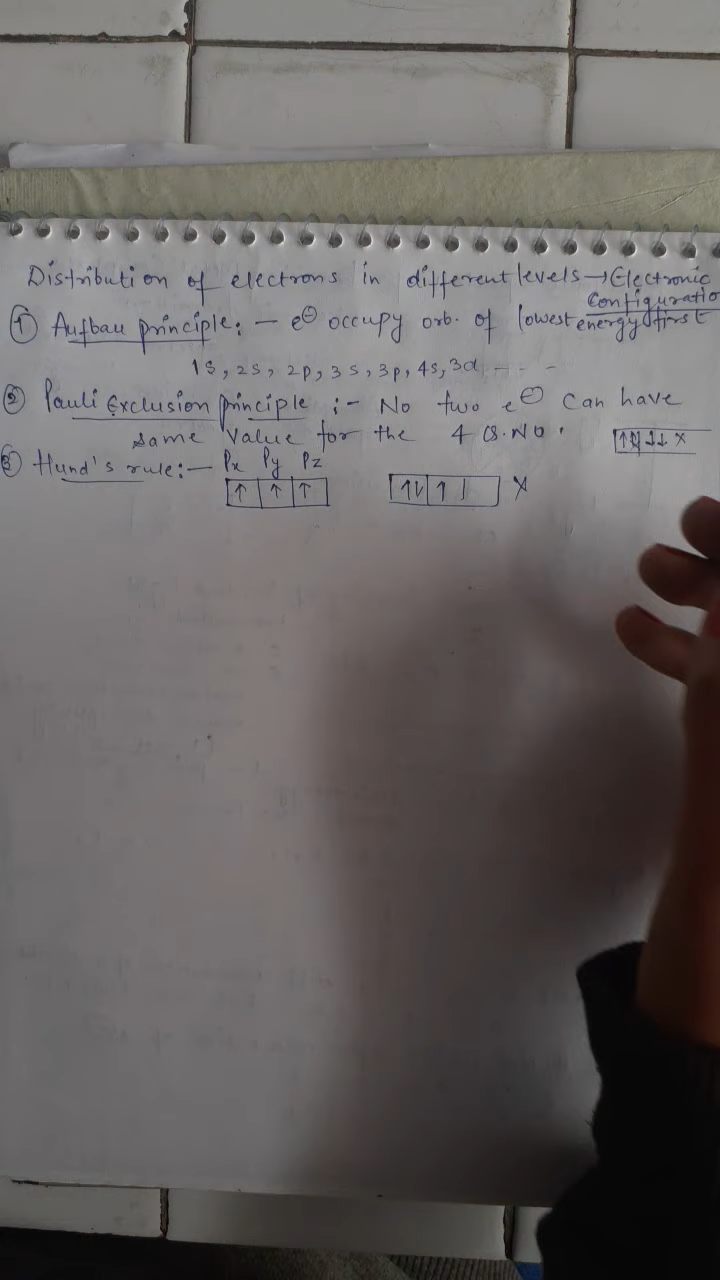 Distribution of electrons in different levels → Electronic
Configuration
① Aufbau principle: – e⊖ occupy orb. of lowest energy first
1s, 2s, 2p, 3s, 3p, 4s, 3d - - - -
② Pauli Exclusion principle :- No two e⊖ can have
same value for the 4 Q.No.
③ Hund's rule: – Px Py Pz
↑ ↑ ↑ ↑↓ ↑ X